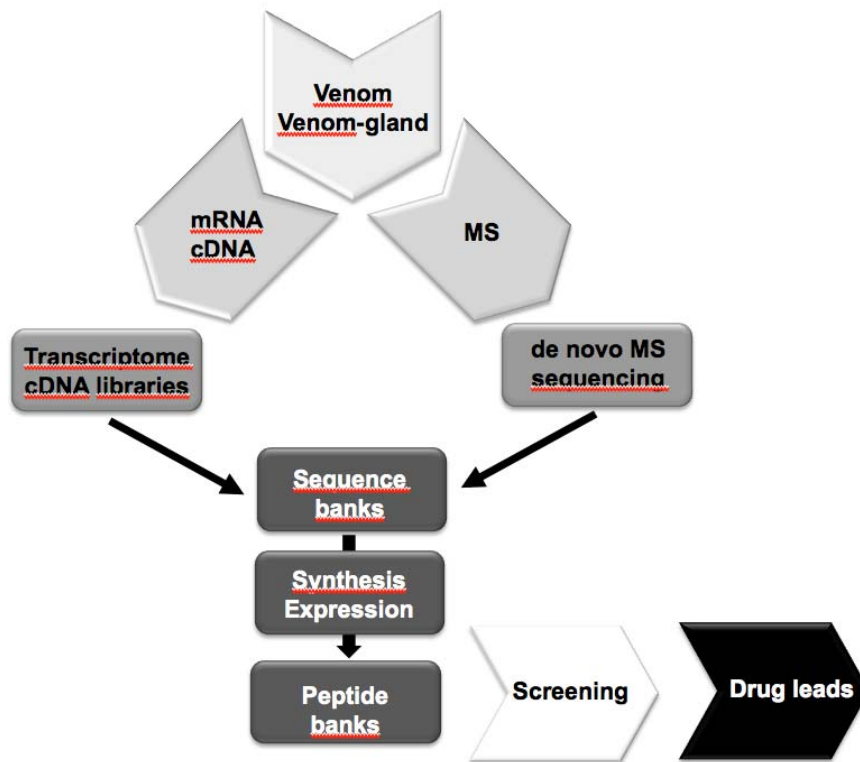 Venom
Venom-gland
mRNA
cDNA
MS
Transcriptome
cDNA libraries
de novo MS
sequencing
Sequence
banks
Synthesis
Expression
Peptide
banks
Screening
Drug leads